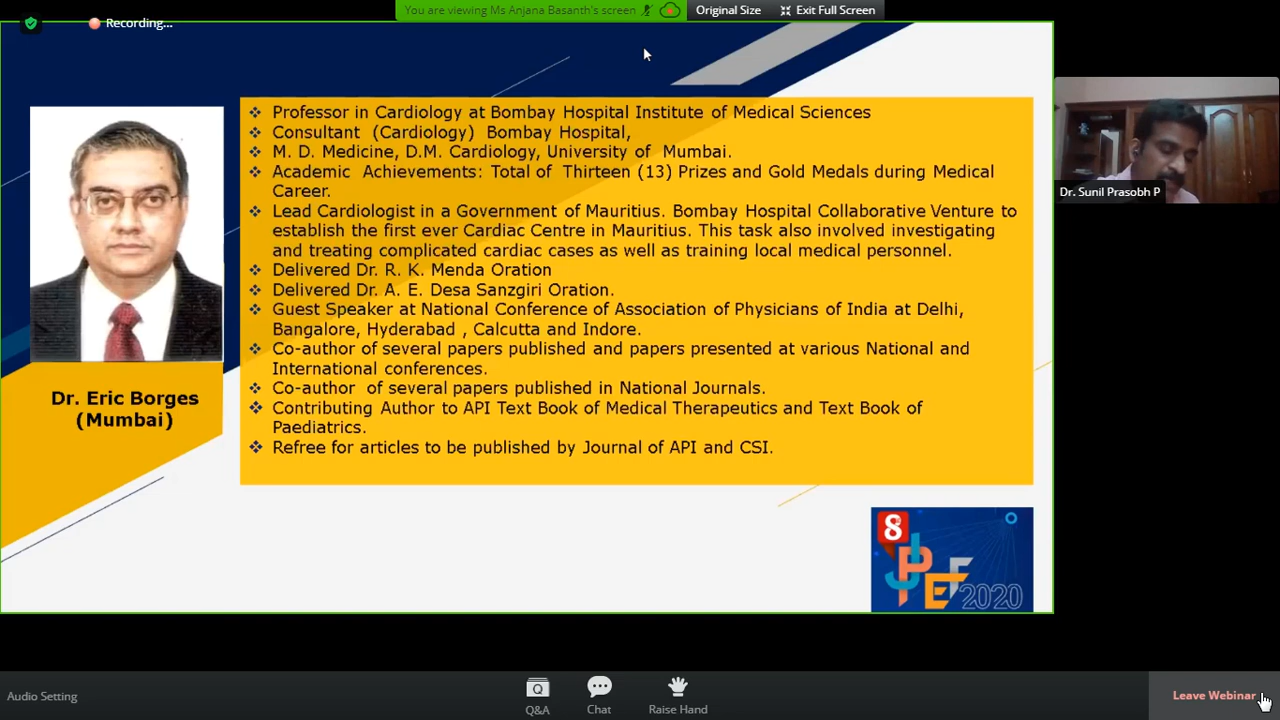 You are viewing Ms Anjana Basanth's screen
Original Size
Exit Full Screen
Recording...
❖ Professor in Cardiology at Bombay Hospital Institute of Medical Sciences
❖ Consultant (Cardiology) Bombay Hospital,
❖ M. D. Medicine, D.M. Cardiology, University of Mumbai.
❖ Academic Achievements: Total of Thirteen (13) Prizes and Gold Medals during Medical
Career.
❖ Lead Cardiologist in a Government of Mauritius. Bombay Hospital Collaborative Venture to
establish the first ever Cardiac Centre in Mauritius. This task also involved investigating
and treating complicated cardiac cases as well as training local medical personnel.
❖ Delivered Dr. R. K. Menda Oration
❖ Delivered Dr. A. E. Desa Sanzgiri Oration.
❖ Guest Speaker at National Conference of Association of Physicians of India at Delhi,
Bangalore, Hyderabad , Calcutta and Indore.
❖ Co-author of several papers published and papers presented at various National and
International conferences.
❖ Co-author of several papers published in National Journals.
❖ Contributing Author to API Text Book of Medical Therapeutics and Text Book of
Paediatrics.
❖ Refree for articles to be published by Journal of API and CSI.
Dr. Eric Borges
(Mumbai)
Dr. Sunil Prasobh P
8
JPEF
2020
Audio Setting
Q&A
Chat
Raise Hand
Leave Webinar